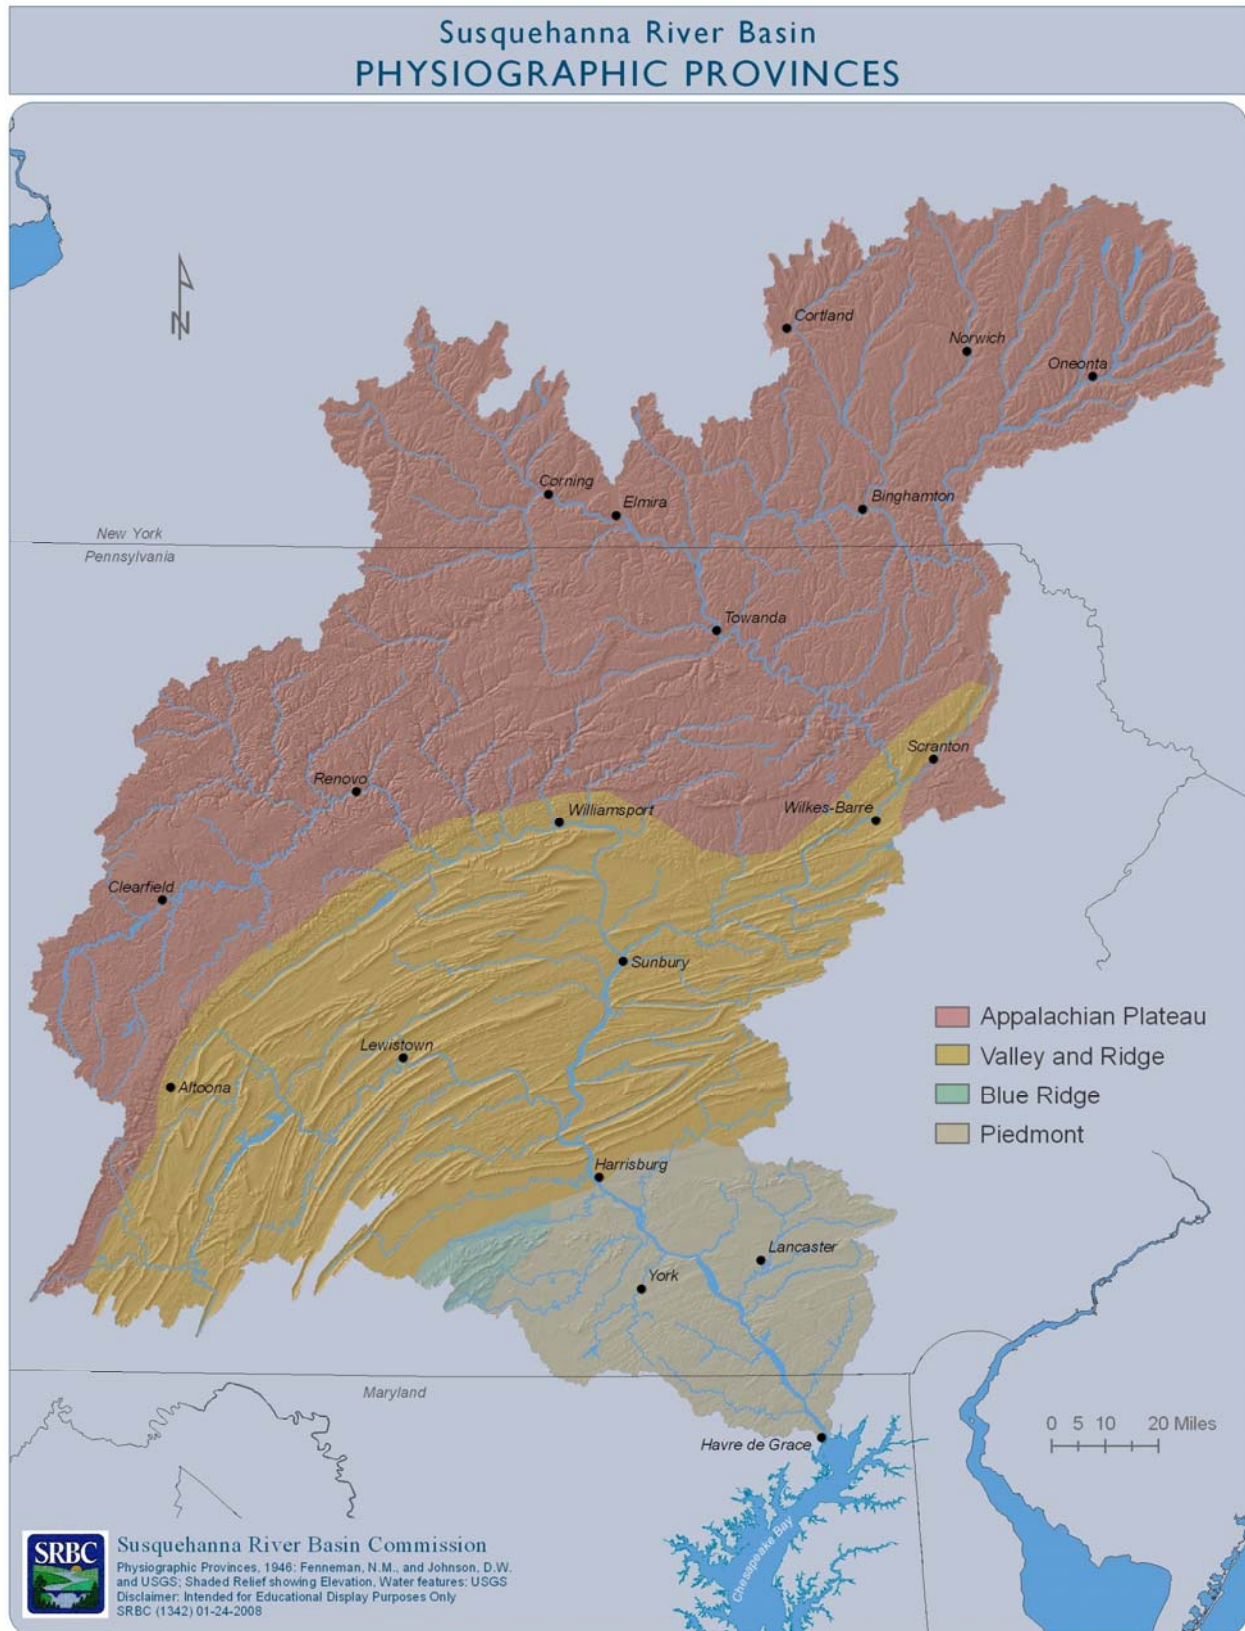 Susquehanna River Basin
PHYSIOGRAPHIC PROVINCES
N
Cortland
Norwich
Oneonta
Corning
Elmira
Binghamton
New York
Pennsylvania
Towanda
Scranton
Renovo
Williamsport
Wilkes-Barre
Clearfield
Sunbury
Lewistown
Altoona
Appalachian Plateau
Valley and Ridge
Blue Ridge
Piedmont
Harrisburg
Lancaster
York
Maryland
Havre de Grace
0 5 10 20 Miles
Chesapeake Bay
SRBC
Susquehanna River Basin Commission
Physiographic Provinces, 1946: Fenneman, N.M., and Johnson, D.W.
and USGS; Shaded Relief showing Elevation, Water features: USGS
Disclaimer: Intended for Educational Display Purposes Only
SRBC (1342) 01-24-2008